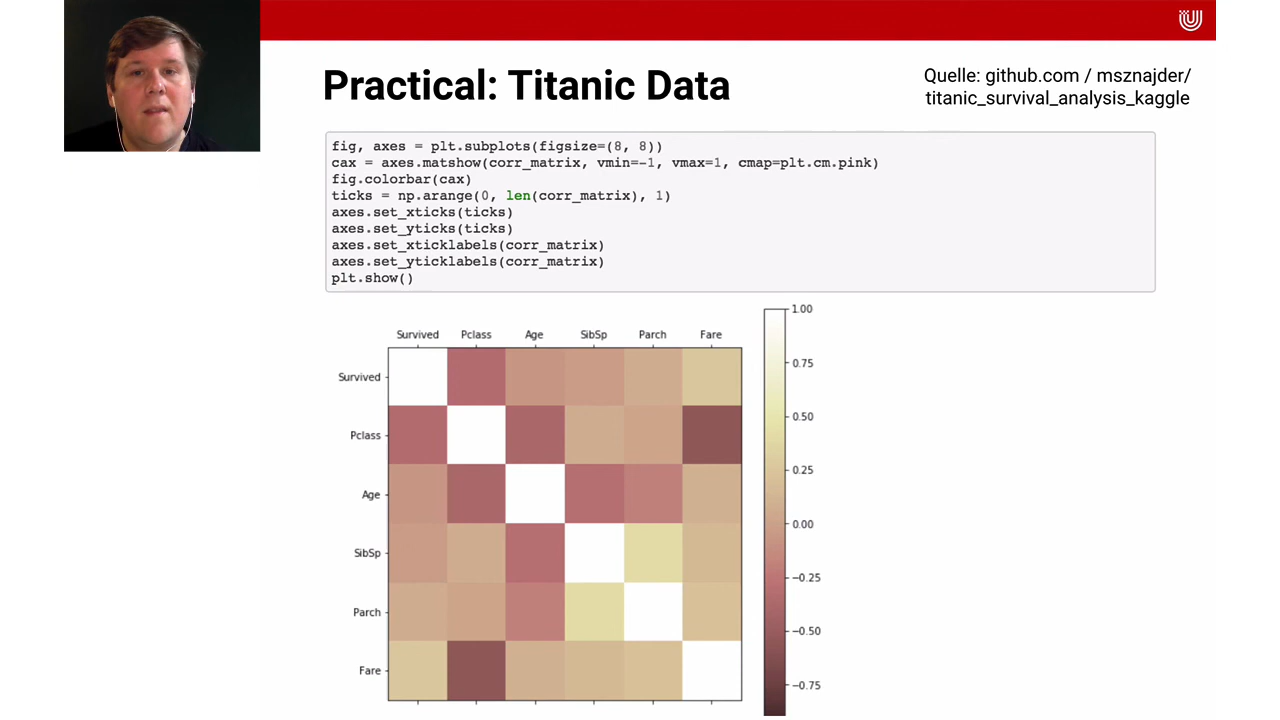 Practical: Titanic Data
Quelle: github.com / msznajder/
titanic_survival_analysis_kaggle
fig, axes = plt.subplots(figsize=(8, 8))
cax = axes.matshow(corr_matrix, vmin=-1, vmax=1, cmap=plt.cm.pink)
fig.colorbar(cax)
ticks = np.arange(0, len(corr_matrix), 1)
axes.set_xticks(ticks)
axes.set_yticks(ticks)
axes.set_xticklabels(corr_matrix)
axes.set_yticklabels(corr_matrix)
plt.show()
Survived Pclass Age SibSp Parch Fare
Survived
Pclass
Age
SibSp
Parch
Fare
1.00
0.75
0.50
0.25
0.00
−0.25
−0.50
−0.75